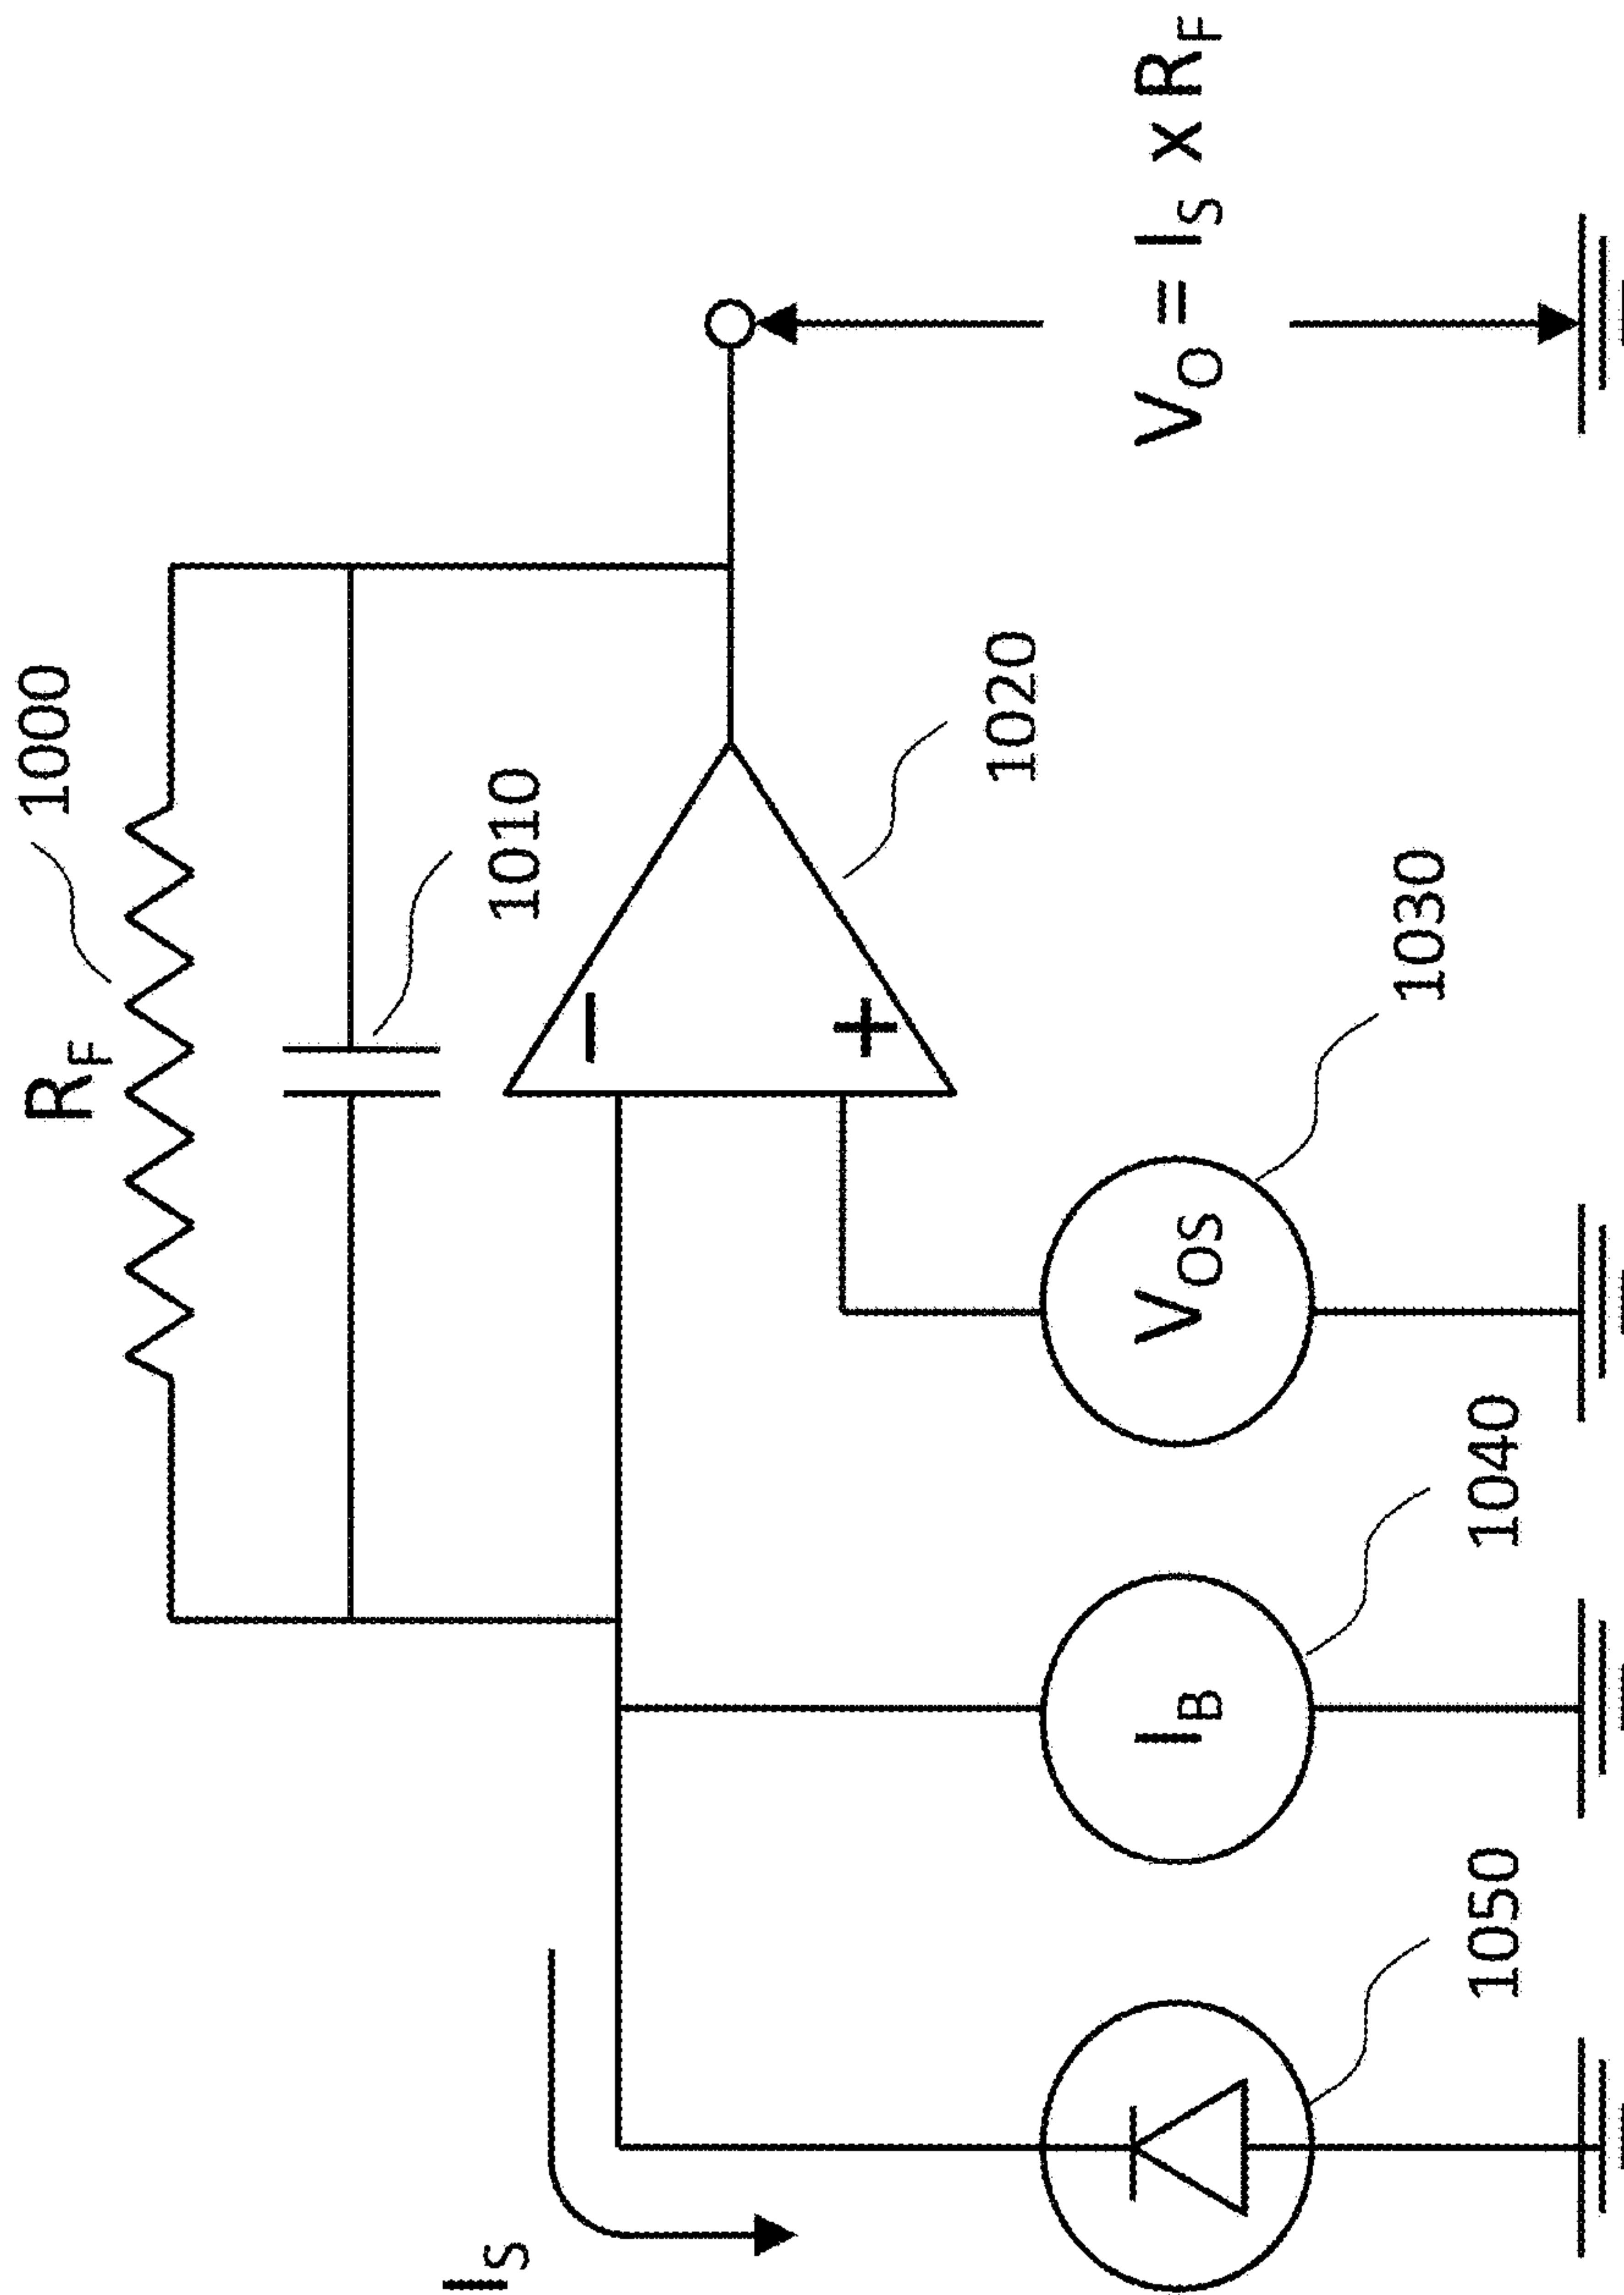 R_F
1000
1010
1020
I_S
V_O = I_S x R_F
I_B
V_OS
1050
1040
1030
−
+